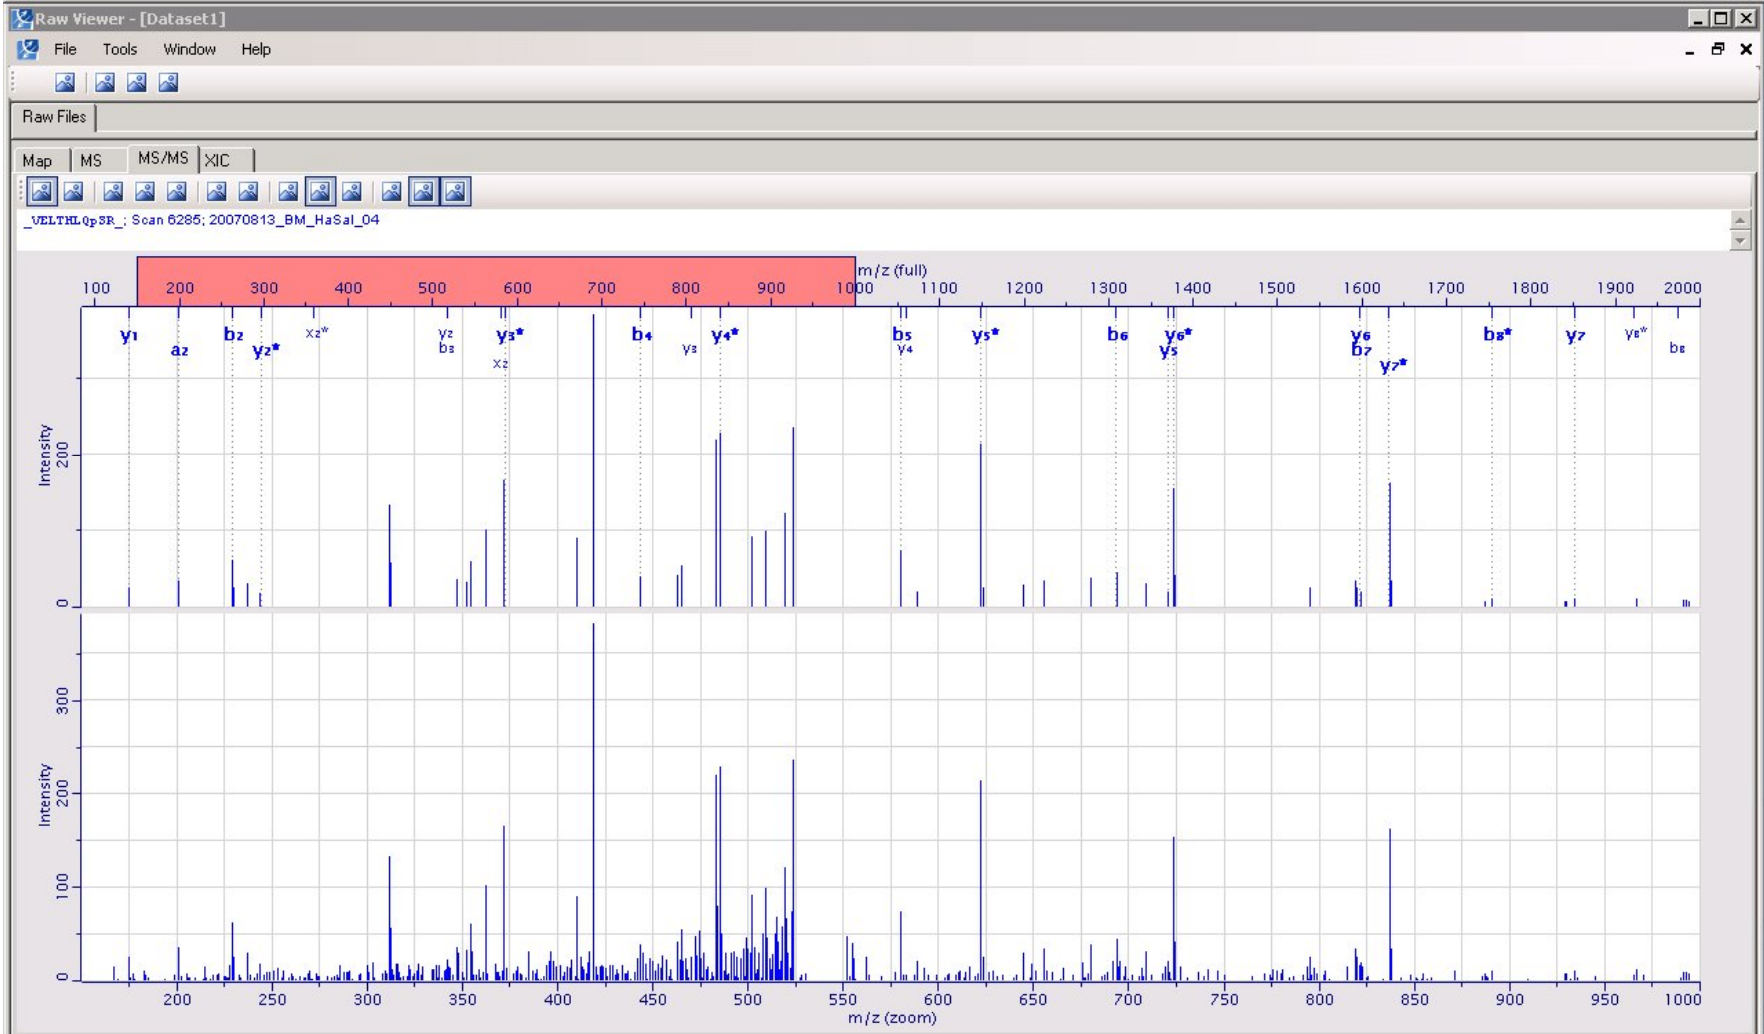 Raw Viewer - [Dataset1]
File Tools Window Help
Raw Files
Map MS MS/MS XIC
_VELTHLQpSR_; Scan 6285; 20070813_BM_HaSal_04
m/z (full)
100 200 300 400 500 600 700 800 900 1000 1100 1200 1300 1400 1500 1600 1700 1800 1900 2000
y1 b2 x2* y2 y3* b4 y4* b5 y5* b6 y6* y6 b8* y7 y8*
a2 y2* b3 y3 y4 y5 b7 b8
x2 y7*
Intensity
200
0
Intensity
300
200
100
0
200 250 300 350 400 450 500 550 600 650 700 750 800 850 900 950 1000
m/z (zoom)